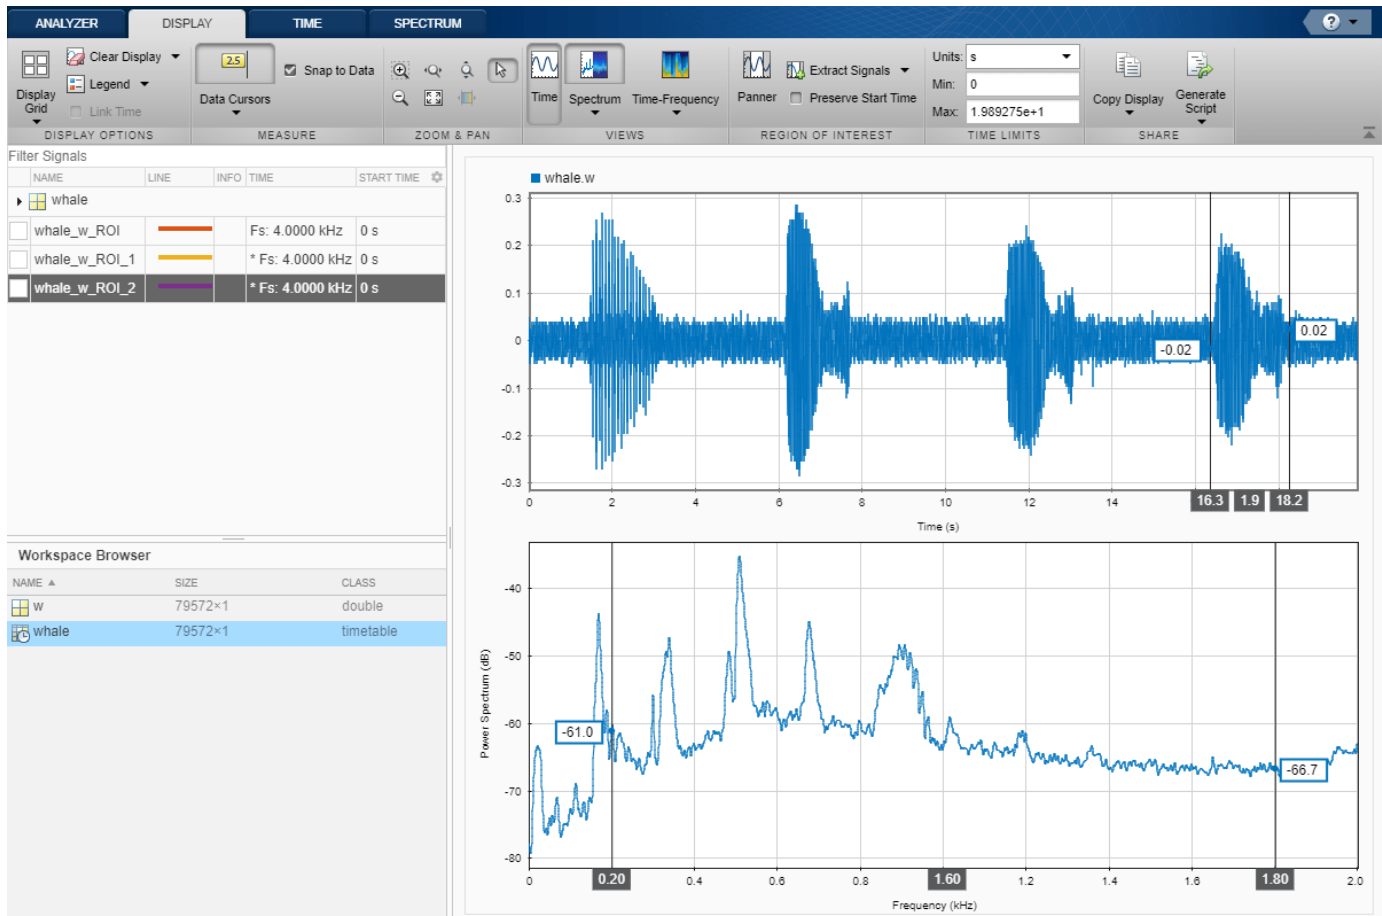 ANALYZER DISPLAY TIME SPECTRUM ?
Clear Display
Legend
Link Time
Display Grid
2.5
Data Cursors
Snap to Data
Time Spectrum Time-Frequency
Panner
Extract Signals
Preserve Start Time
Units: s
Min: 0
Max: 1.989275e+1
Copy Display
Generate Script
DISPLAY OPTIONS MEASURE ZOOM & PAN VIEWS REGION OF INTEREST TIME LIMITS SHARE
Filter Signals
NAME LINE INFO TIME START TIME
whale
whale_w_ROI Fs: 4.0000 kHz 0 s
whale_w_ROI_1 * Fs: 4.0000 kHz 0 s
whale_w_ROI_2 * Fs: 4.0000 kHz 0 s
Workspace Browser
NAME SIZE CLASS
w 79572×1 double
whale 79572×1 timetable
whale.w
0.3
0.2
0.1
0
-0.1
-0.2
-0.3
-0.02
0.02
0 2 4 6 8 10 12 14 16.3 1.9 18.2
Time (s)
Power Spectrum (dB)
-40
-50
-60
-70
-80
-61.0
-66.7
0 0.20 0.4 0.6 0.8 1.60 1.2 1.4 1.6 1.80 2.0
Frequency (kHz)